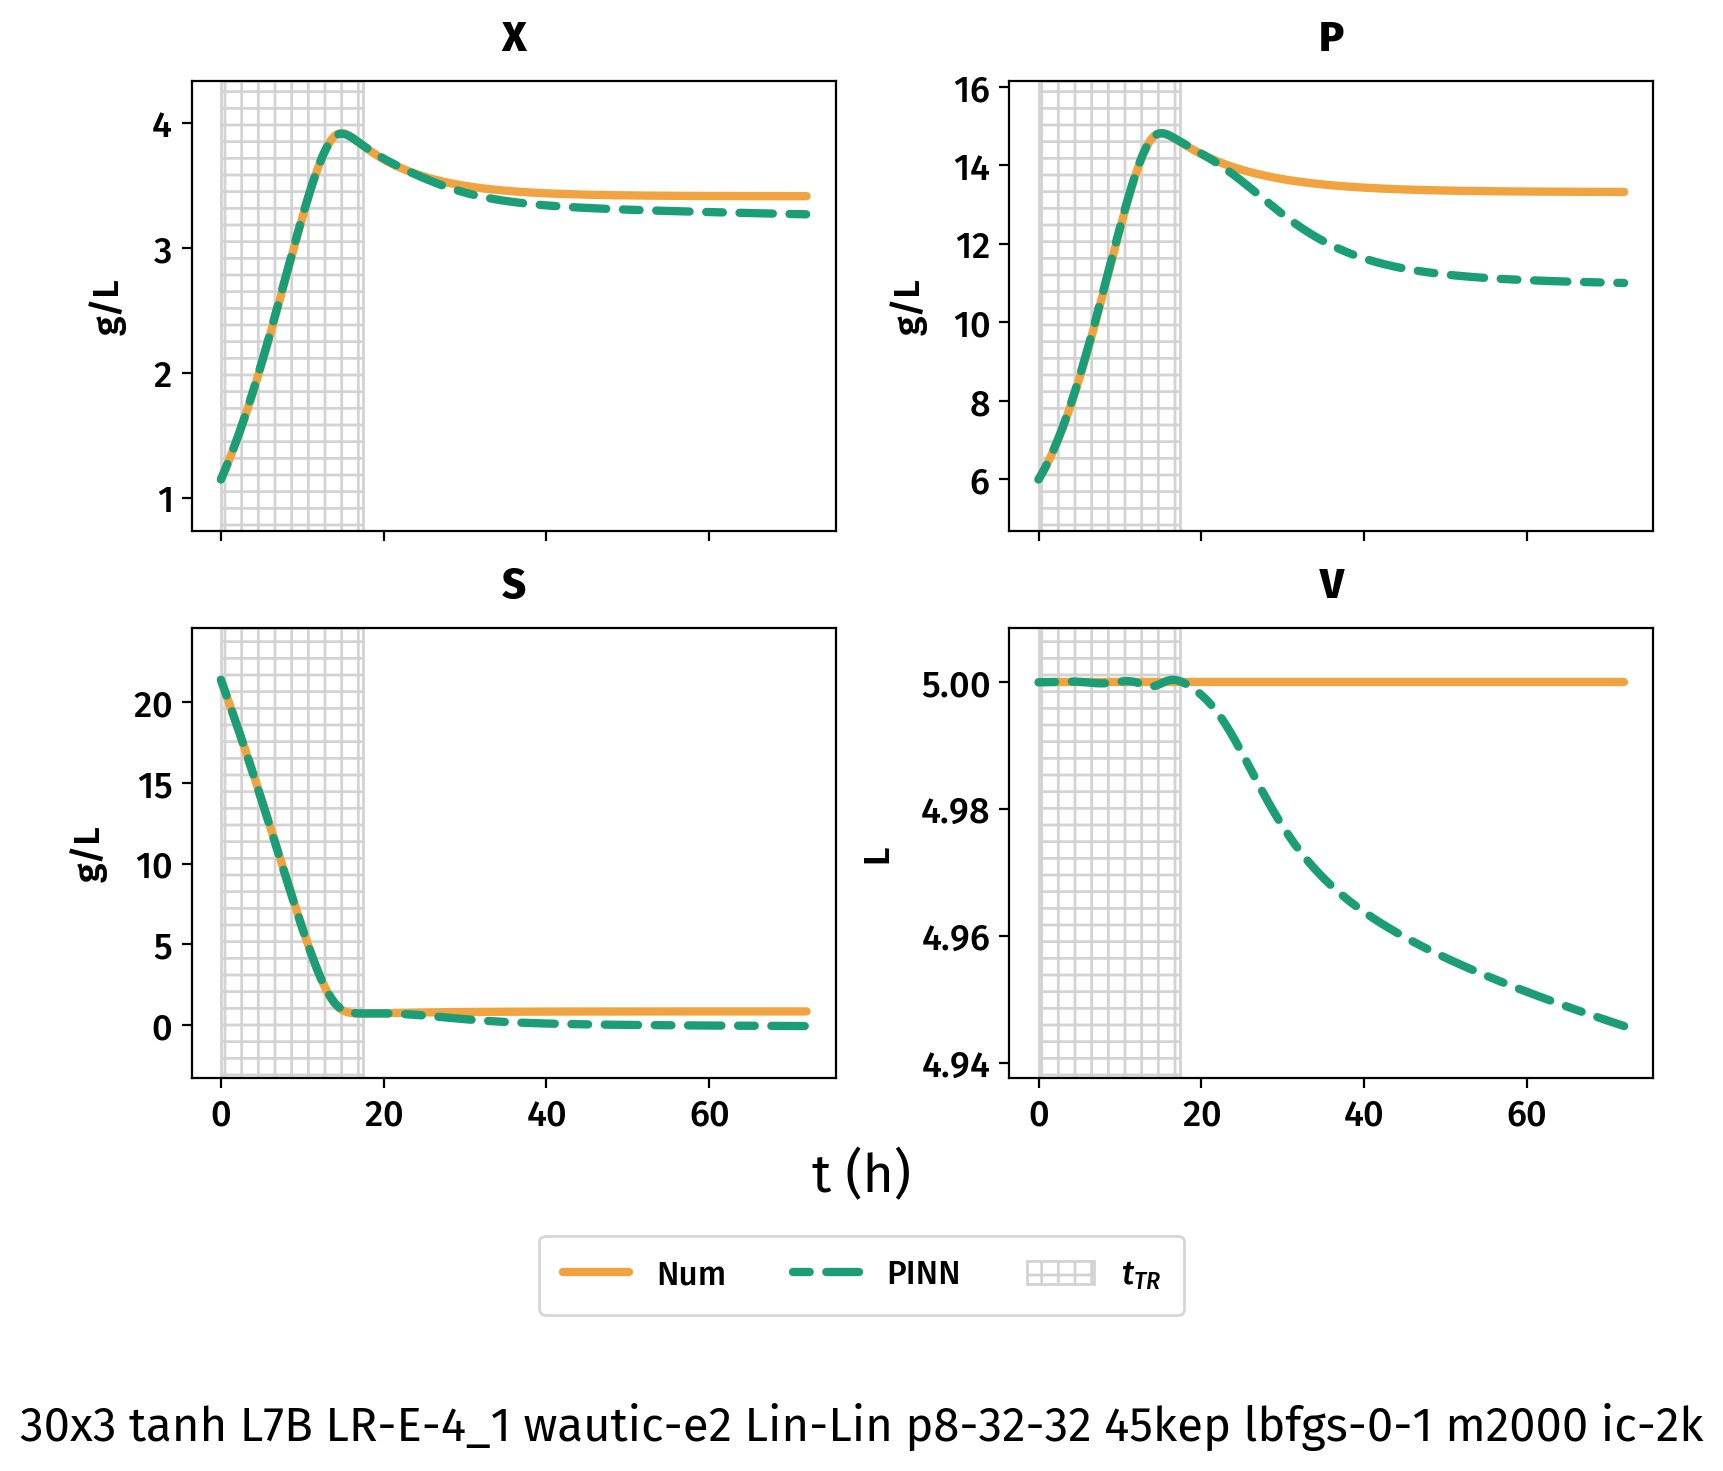 X
4
3
2
1
g/L
P
16
14
12
10
8
6
g/L
S
20
15
10
5
0
g/L
0 20 40 60
V
5.00
4.98
4.96
4.94
L
0 20 40 60
t (h)
Num PINN tTR
30x3 tanh L7B LR-E-4_1 wautic-e2 Lin-Lin p8-32-32 45kep lbfgs-0-1 m2000 ic-2k